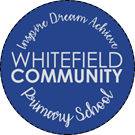 Inspire Dream Achieve
WHITEFIELD
COMMUNITY
Primary School